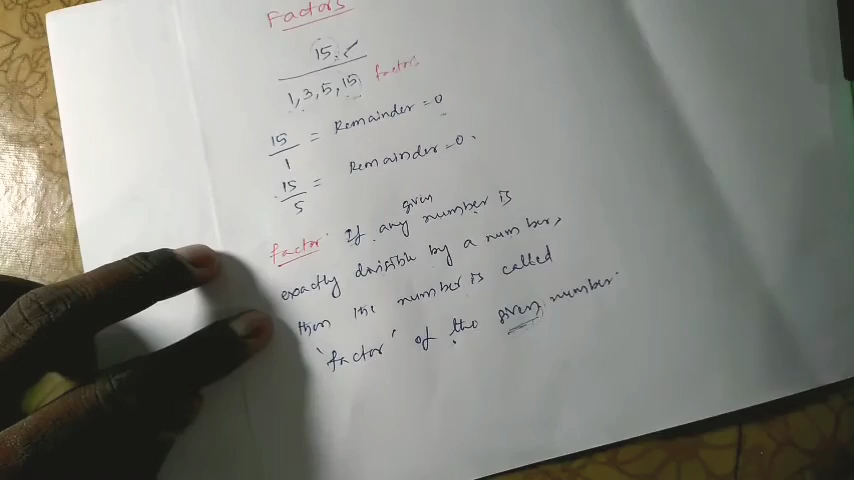 Factors
15 ✓
1, 3, 5, 15 factors
15/1 = Remainder = 0
15/5 = Remainder = 0.
given
factor: If any number is
exactly divisible by a number,
then the number is called
"factor" of the given number.